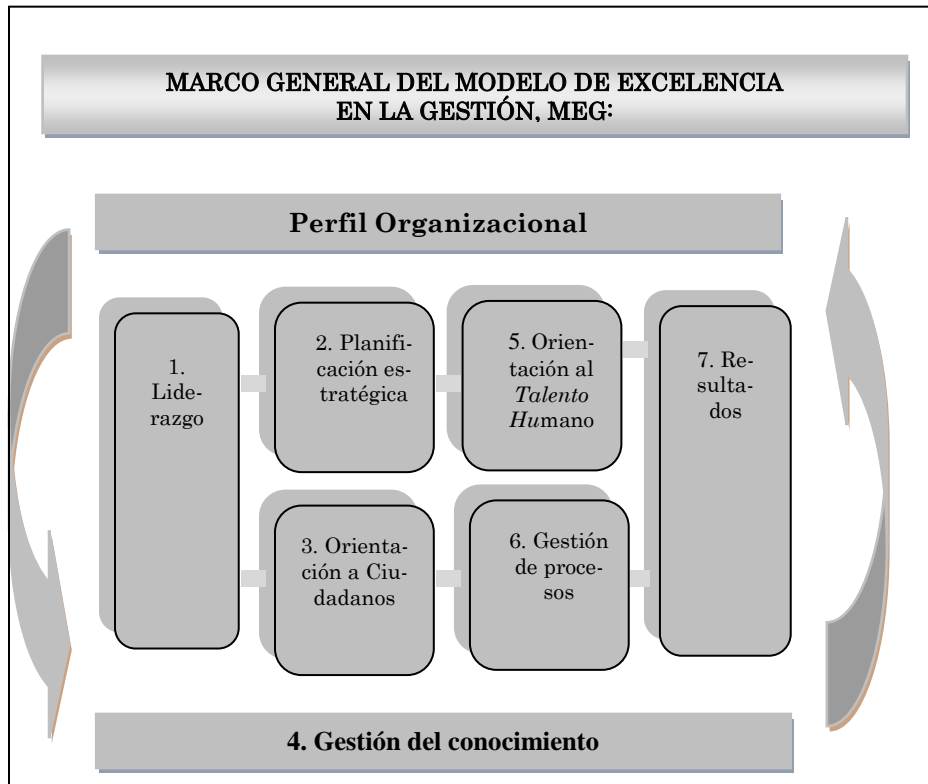 MARCO GENERAL DEL MODELO DE EXCELENCIA
EN LA GESTIÓN, MEG:
Perfil Organizacional
1.
Lide-
razgo
2. Planifi-
cación es-
tratégica
5. Orien-
tación al
Talento
Humano
7. Re-
sulta-
dos
3. Orienta-
ción a Ciu-
dadanos
6. Gestión
de proce-
sos
4. Gestión del conocimiento